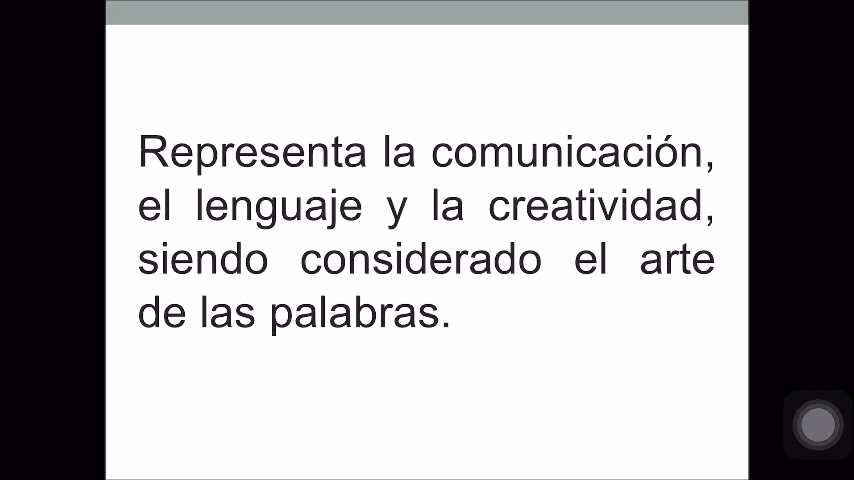 Representa la comunicación,
el lenguaje y la creatividad,
siendo considerado el arte
de las palabras.